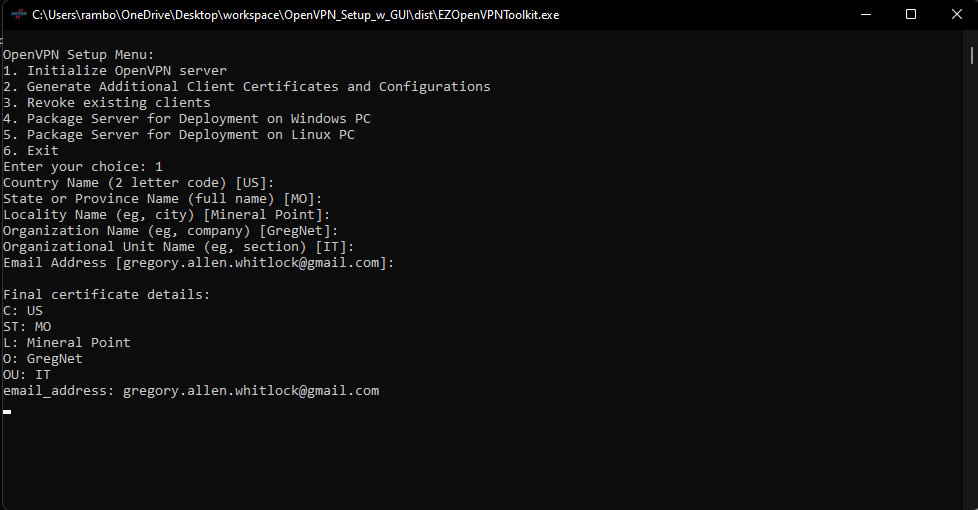 C:\Users\rambo\OneDrive\Desktop\workspace\OpenVPN_Setup_w_GUI\dist\EZOpenVPNToolkit.exe
OpenVPN Setup Menu:
1. Initialize OpenVPN server
2. Generate Additional Client Certificates and Configurations
3. Revoke existing clients
4. Package Server for Deployment on Windows PC
5. Package Server for Deployment on Linux PC
6. Exit
Enter your choice: 1
Country Name (2 letter code) [US]:
State or Province Name (full name) [MO]:
Locality Name (eg, city) [Mineral Point]:
Organization Name (eg, company) [GregNet]:
Organizational Unit Name (eg, section) [IT]:
Email Address [gregory.allen.whitlock@gmail.com]:
Final certificate details:
C: US
ST: MO
L: Mineral Point
O: GregNet
OU: IT
email_address: gregory.allen.whitlock@gmail.com